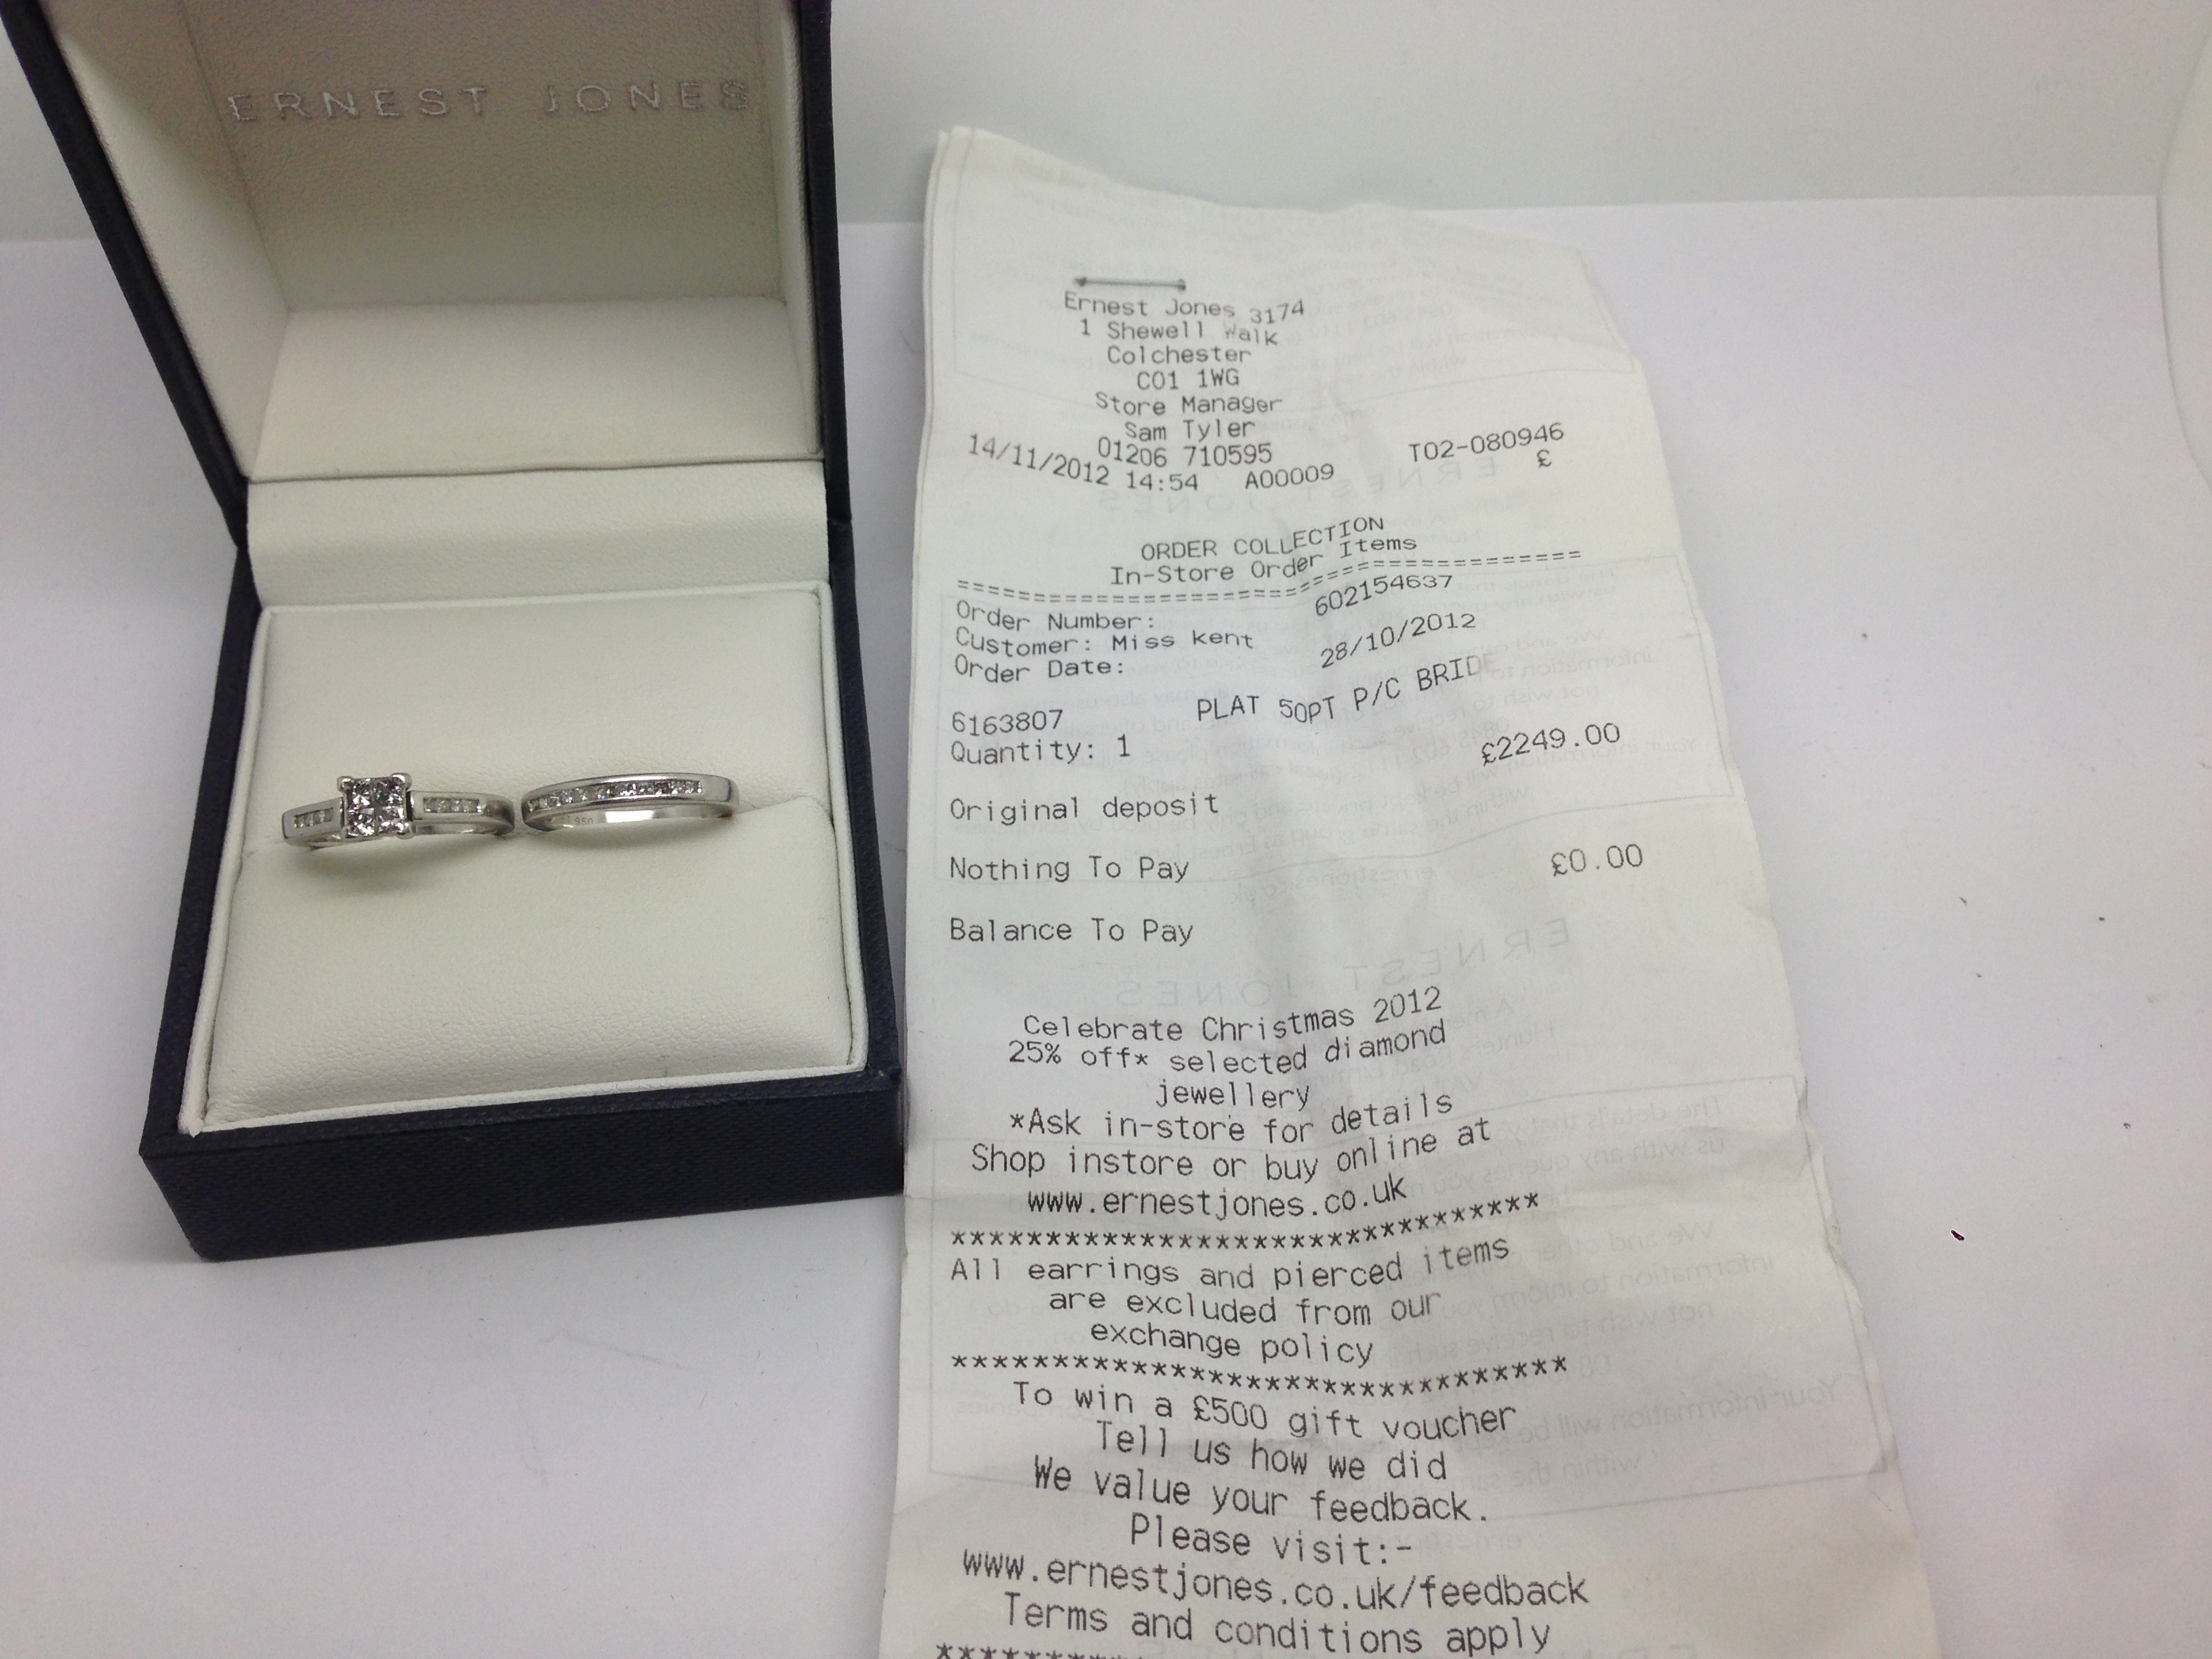 ERNEST JONES
950
Ernest Jones 3174
1 Shewell Walk
Colchester
CO1 1WG
Store Manager
Sam Tyler
01206 710595 T02-080946
14/11/2012 14:54 A00009 £
ORDER COLLECTION
In-Store Order Items
======================================
Order Number: 602154637
Customer: Miss kent
Order Date: 28/10/2012
6163807 PLAT 50PT P/C BRIDE
Quantity: 1
Original deposit £2249.00
Nothing To Pay
Balance To Pay £0.00
Celebrate Christmas 2012
25% off* selected diamond
jewellery
*Ask in-store for details
Shop instore or buy online at
www.ernestjones.co.uk
************************************
All earrings and pierced items
are excluded from our
exchange policy
************************************
To win a £500 gift voucher
Tell us how we did
We value your feedback.
Please visit:-
www.ernestjones.co.uk/feedback
Terms and conditions apply